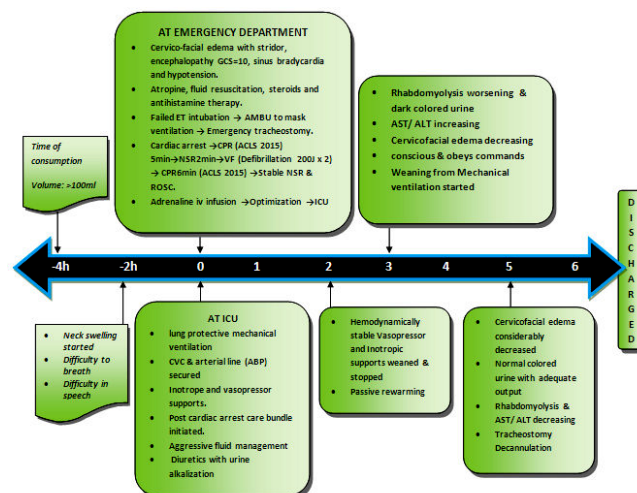 AT EMERGENCY DEPARTMENT
• Cervico-facial edema with stridor,
encephalopathy GCS=10, sinus bradycardia
and hypotension.
• Atropine, fluid resuscitation, steroids and
antihistamine therapy.
• Failed ET intubation → AMBU to mask
ventilation → Emergency tracheostomy.
• Cardiac arrest →CPR (ACLS 2015)
5min→NSR2min→VF (Defibrillation 200J x 2)
→ CPR6min (ACLS 2015) →Stable NSR &
ROSC.
• Adrenaline iv infusion →Optimization →ICU
Time of
consumption
Volume: >100ml
• Rhabdomyolysis worsening &
dark colored urine
• AST/ ALT increasing
• Cervicofacial edema decreasing
• conscious & obeys commands
• Weaning from Mechanical
ventilation started
-4h -2h 0 1 2 3 4 5 6
DISCHARGED
• Neck swelling
started
• Difficulty to
breath
• Difficulty in
speech
AT ICU
• lung protective mechanical
ventilation
• CVC & arterial line (ABP)
secured
• Inotrope and vasopressor
supports.
• Post cardiac arrest care bundle
initiated.
• Aggressive fluid management
• Diuretics with urine
alkalization
• Hemodynamically
stable Vasopressor
and Inotropic
supports weaned &
stopped
• Passive rewarming
• Cervicofacial edema
considerably
decreased
• Normal colored
urine with adequate
output
• Rhabdomyolysis &
AST/ ALT decreasing
• Tracheostomy
Decannulation